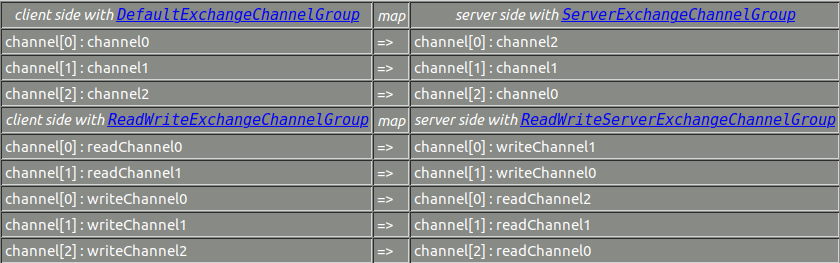 client side with DefaultExchangeChannelGroup map server side with ServerExchangeChannelGroup
channel[0] : channel0 => channel[0] : channel2
channel[1] : channel1 => channel[1] : channel1
channel[2] : channel2 => channel[2] : channel0
client side with ReadWriteExchangeChannelGroup map server side with ReadWriteServerExchangeChannelGroup
channel[0] : readChannel0 => channel[0] : writeChannel1
channel[1] : readChannel1 => channel[1] : writeChannel0
channel[0] : writeChannel0 => channel[0] : readChannel2
channel[1] : writeChannel1 => channel[1] : readChannel1
channel[2] : writeChannel2 => channel[2] : readChannel0